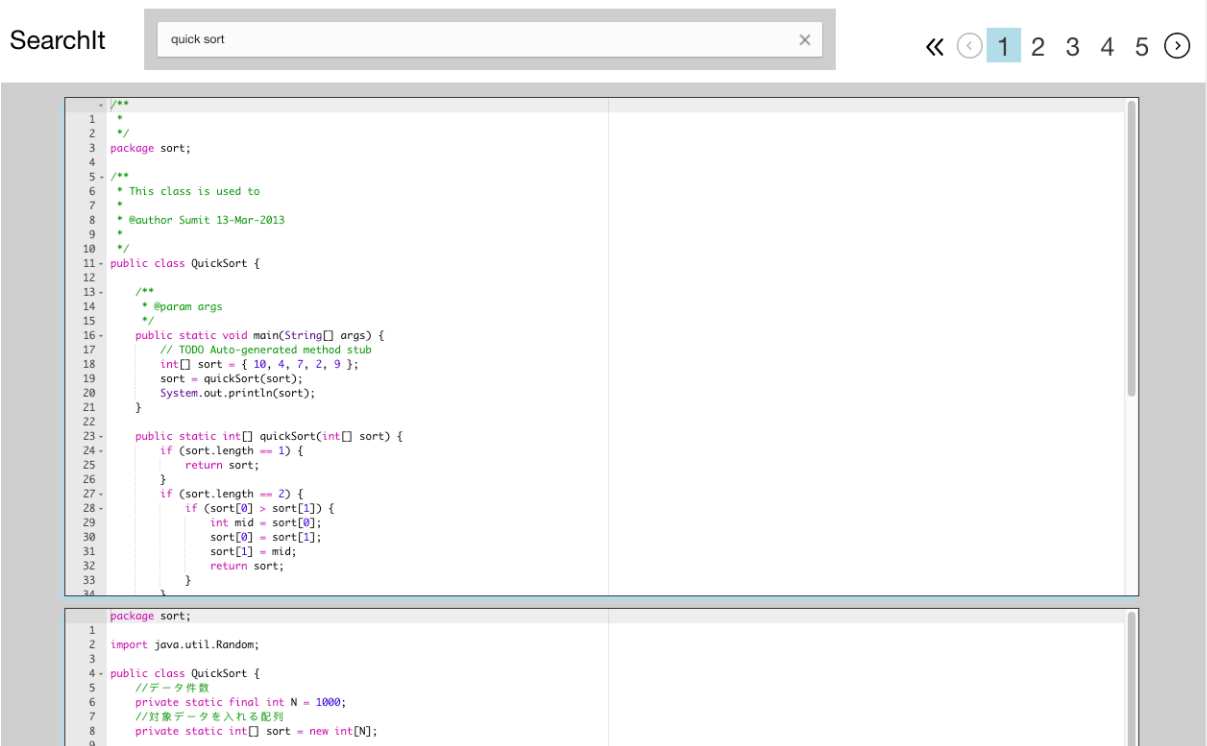 SearchIt
quick sort
1 2 3 4 5
/**
1 *
2 */
3 package sort;
4
5 /**
6 * This class is used to
7 *
8 * @author Sumit 13-Mar-2013
9 *
10 */
11 public class QuickSort {
12
13 /**
14 * @param args
15 */
16 public static void main(String[] args) {
17 // TODO Auto-generated method stub
18 int[] sort = { 10, 4, 7, 2, 9 };
19 sort = quickSort(sort);
20 System.out.println(sort);
21 }
22
23 public static int[] quickSort(int[] sort) {
24 if (sort.length == 1) {
25 return sort;
26 }
27 if (sort.length == 2) {
28 if (sort[0] > sort[1]) {
29 int mid = sort[0];
30 sort[0] = sort[1];
31 sort[1] = mid;
32 return sort;
33 }
34 }
package sort;
1
2 import java.util.Random;
3
4 public class QuickSort {
5 //データ件数
6 private static final int N = 1000;
7 //対象データを入れる配列
8 private static int[] sort = new int[N];
9